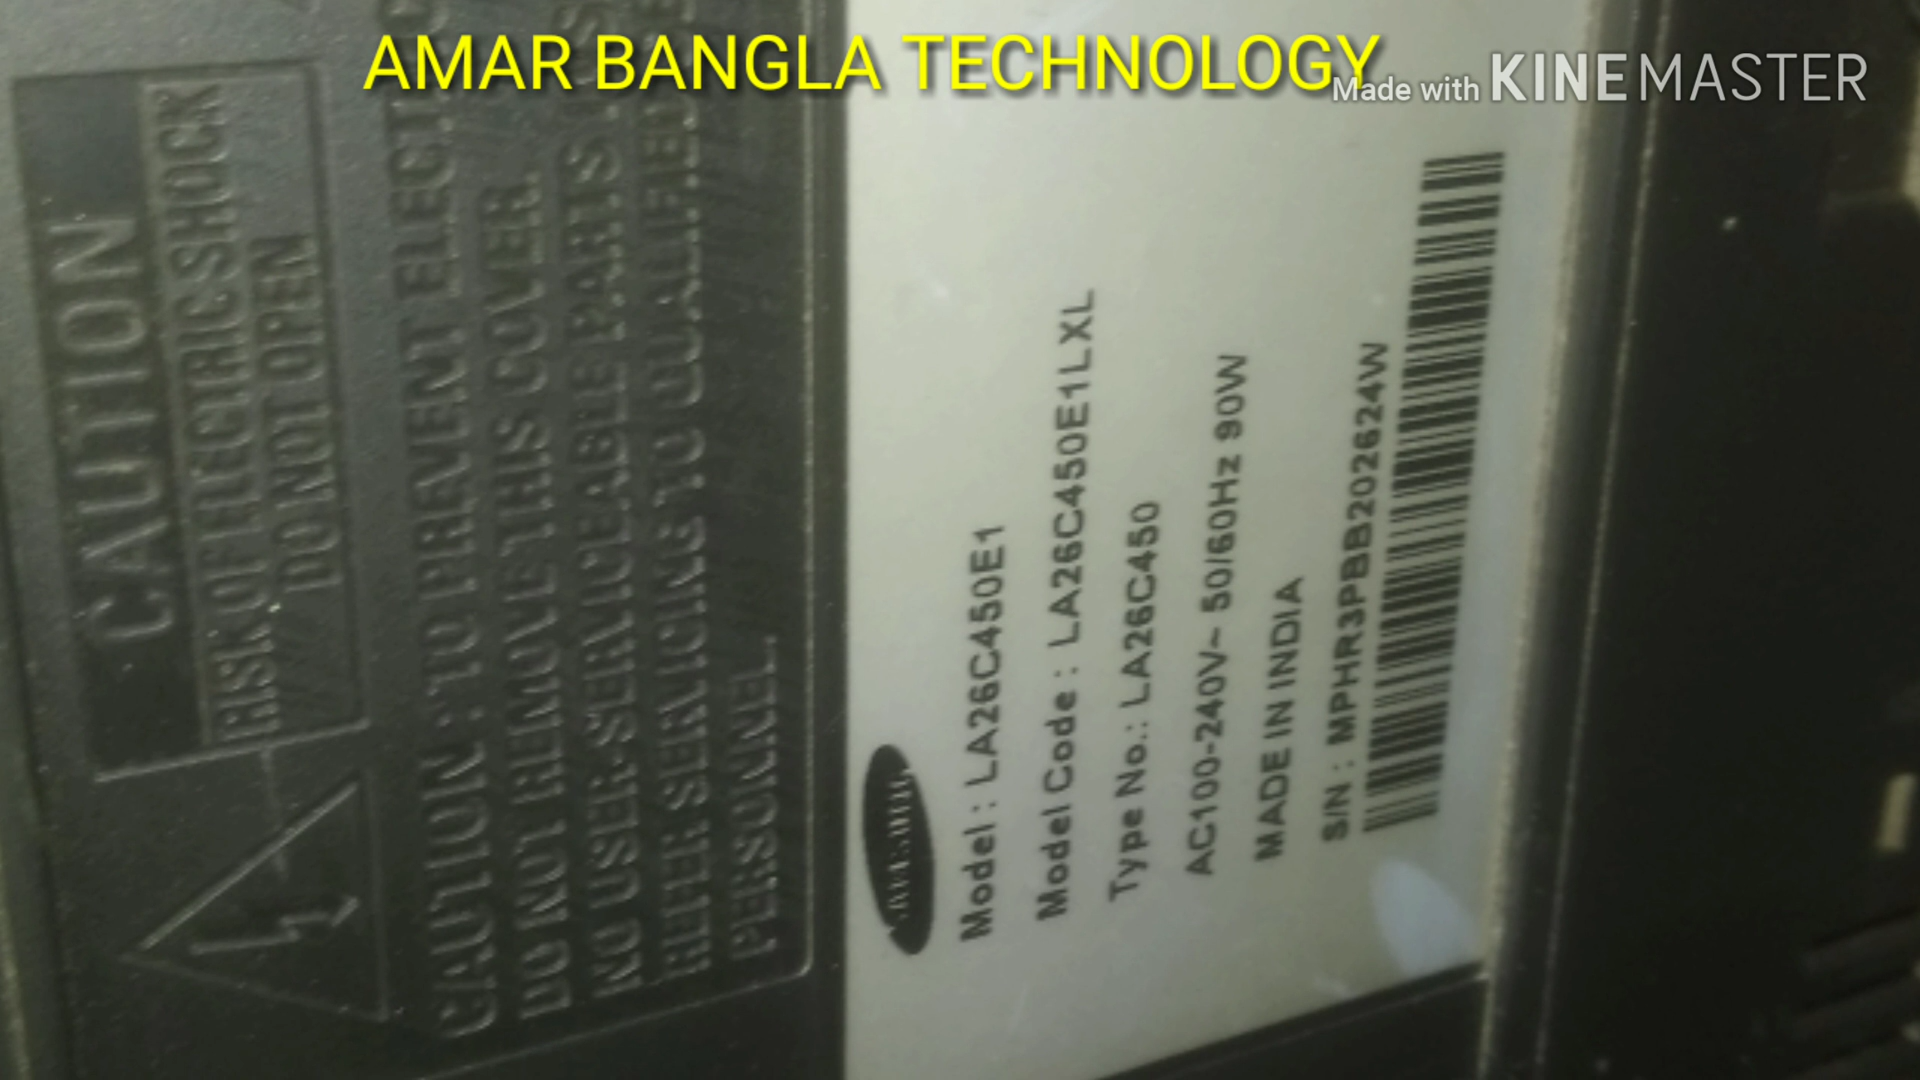 AMAR BANGLA TECHNOLOGY
Made with KINEMASTER
CAUTION
RISK OF ELECTRIC SHOCK
DO NOT OPEN
CAUTION : TO PREVENT ELECTRIC
DO NOT REMOVE THIS COVER
NO USER-SERVICEABLE PARTS
REFER SERVICING TO QUALIFIED
PERSONNEL.
SAMSUNG
Model : LA26C450E1
Model Code : LA26C450E1LXL
Type No.: LA26C450
AC100-240V~ 50/60Hz 90W
MADE IN INDIA
S/N : MPHR3PBB202624W